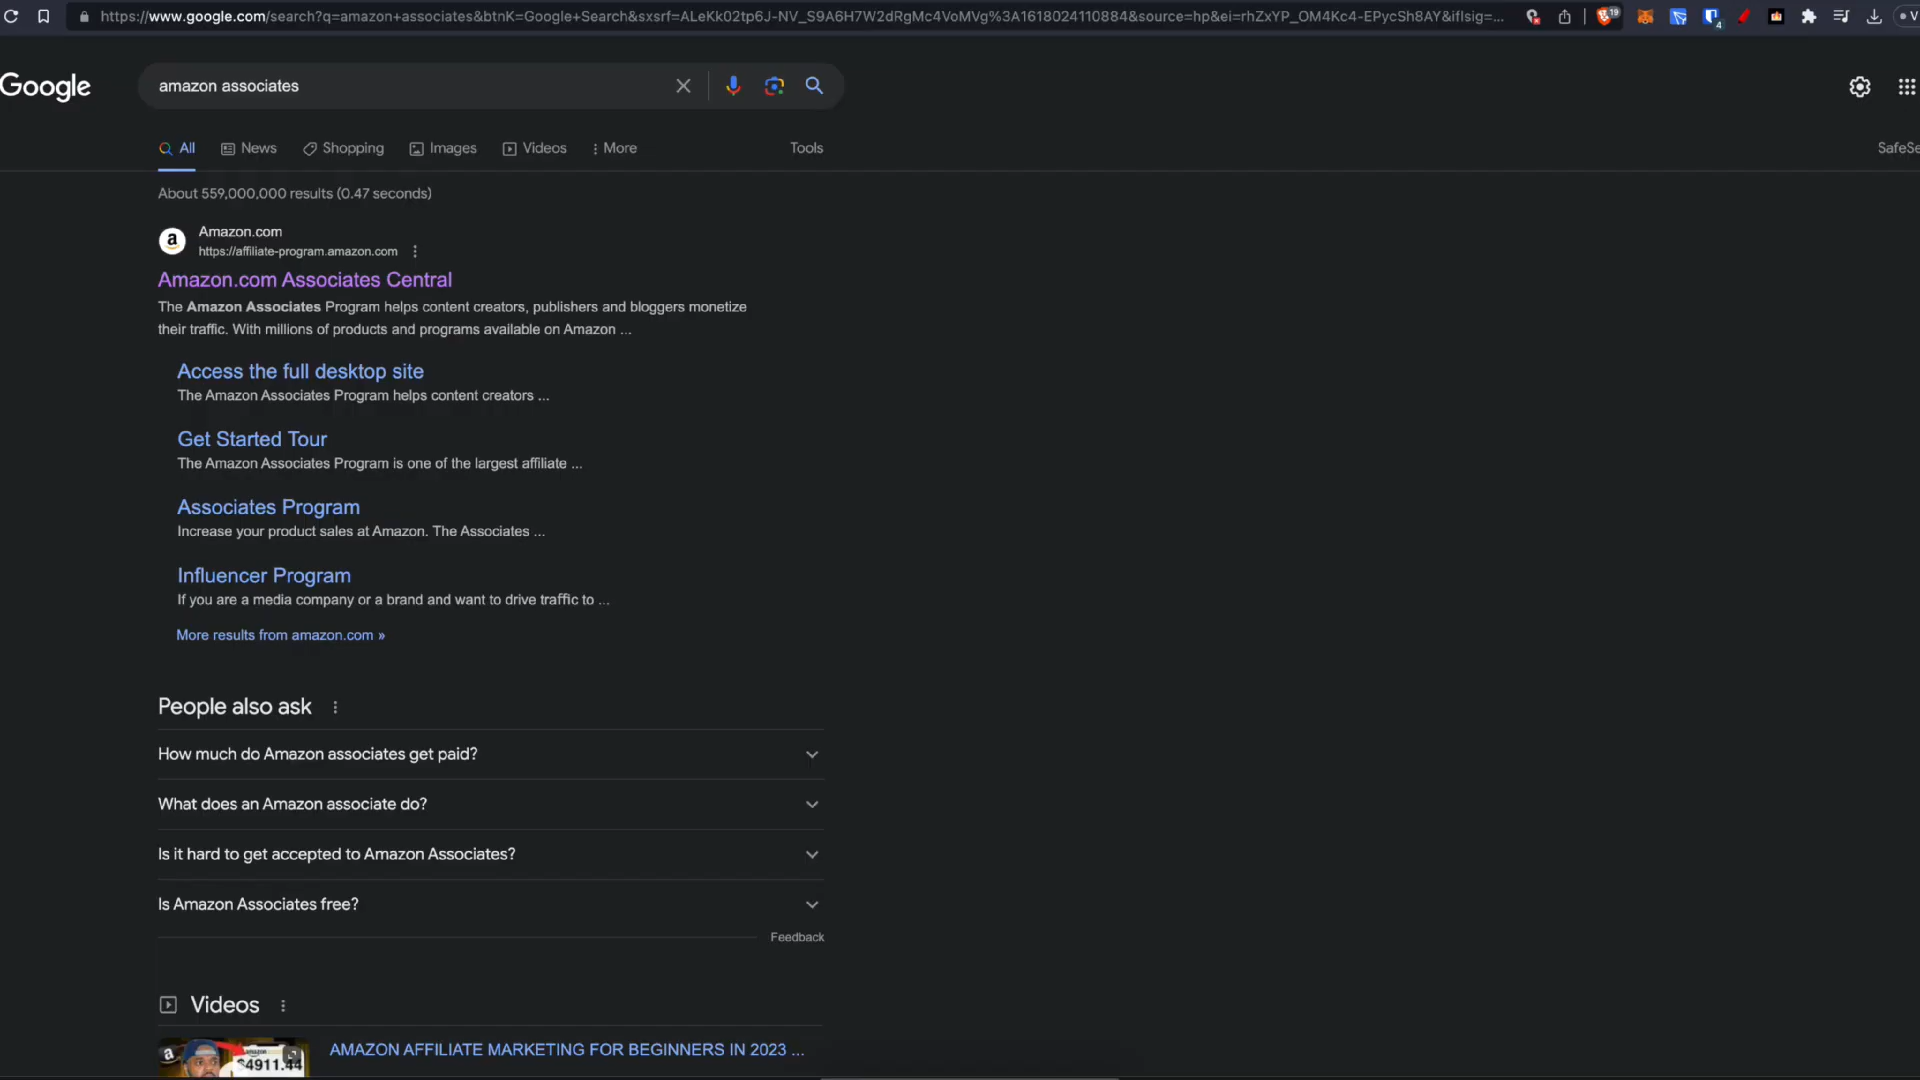 https://www.google.com/search?q=amazon+associates&btnK=Google+Search&sxsrf=ALeKk02tp6J-NV_S9A6H7W2dRgMc4VoMVg%3A1618024110884&source=hp&ei=rhZxYP_OM4Kc4-EPycSh8AY&iflsig=...
19
4
V
Google
amazon associates
All
News
Shopping
Images
Videos
More
Tools
SafeSe
About 559,000,000 results (0.47 seconds)
a
Amazon.com
https://affiliate-program.amazon.com
Amazon.com Associates Central
The Amazon Associates Program helps content creators, publishers and bloggers monetize
their traffic. With millions of products and programs available on Amazon ...
Access the full desktop site
The Amazon Associates Program helps content creators ...
Get Started Tour
The Amazon Associates Program is one of the largest affiliate ...
Associates Program
Increase your product sales at Amazon. The Associates ...
Influencer Program
If you are a media company or a brand and want to drive traffic to ...
More results from amazon.com »
People also ask
How much do Amazon associates get paid?
What does an Amazon associate do?
Is it hard to get accepted to Amazon Associates?
Is Amazon Associates free?
Feedback
Videos
a
amazon
$4911.44
AMAZON AFFILIATE MARKETING FOR BEGINNERS IN 2023 ...